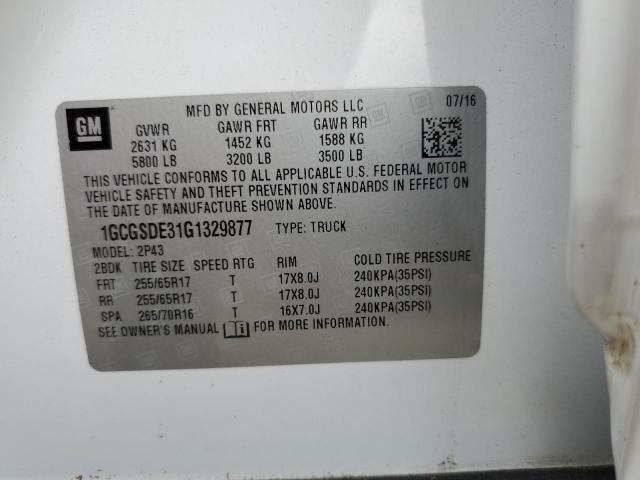 GM
MFD BY GENERAL MOTORS LLC 07/16
GVWR GAWR FRT GAWR RR
2631 KG 1452 KG 1588 KG
5800 LB 3200 LB 3500 LB
THIS VEHICLE CONFORMS TO ALL APPLICABLE U.S. FEDERAL MOTOR
VEHICLE SAFETY AND THEFT PREVENTION STANDARDS IN EFFECT ON
THE DATE OF MANUFACTURE SHOWN ABOVE.
1GCGSDE31G1329877 TYPE: TRUCK
MODEL: 2P43
2BDK TIRE SIZE SPEED RTG RIM COLD TIRE PRESSURE
FRT 255/65R17 T 17X8.0J 240KPA(35PSI)
RR 255/65R17 T 17X8.0J 240KPA(35PSI)
SPA 265/70R16 T 16X7.0J 240KPA(35PSI)
SEE OWNER'S MANUAL i FOR MORE INFORMATION.